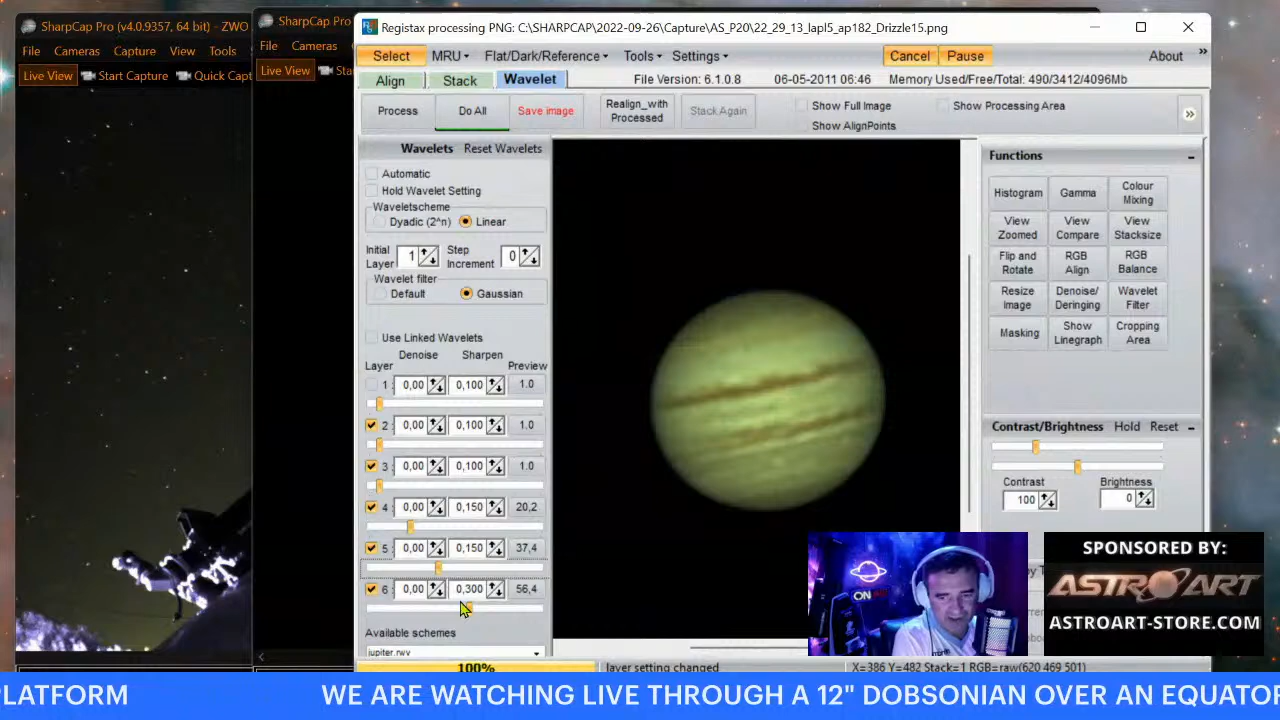 SharpCap Pro (v4.0.9357, 64 bit) - ZWO
File Cameras Capture View Tools
Live View Start Capture Quick Capt
SharpCap Pro
File Cameras
Live View Sta
Registax processing PNG: C:\SHARPCAP\2022-09-26\Capture\AS_P20\22_29_13_lapl5_ap182_Drizzle15.png
Select MRU Flat/Dark/Reference Tools Settings Cancel Pause About
Align Stack Wavelet File Version: 6.1.0.8 06-05-2011 06:46 Memory Used/Free/Total: 490/3412/4096Mb
Process Do All Save image Realign_with Processed Stack Again Show Full Image Show Processing Area
Show AlignPoints
Wavelets Reset Wavelets
Automatic
Hold Wavelet Setting
Waveletscheme
Dyadic (2^n) Linear
Initial Layer 1 Step Increment 0
Wavelet filter
Default Gaussian
Use Linked Wavelets
Denoise Sharpen
Layer Preview
1 : 0,00 0,100 1.0
2 : 0,00 0,100 1.0
3 : 0,00 0,100 1.0
4 : 0,00 0,150 20,2
5 : 0,00 0,150 37,4
6 : 0,00 0,300 56,4
Available schemes
jupiter.rwv
100% layer setting changed X=386 Y=482 Stack=1 RGB=raw(620 469 501)
Functions
Histogram Gamma Colour Mixing
View Zoomed View Compare View Stacksize
Flip and Rotate RGB Align RGB Balance
Resize Image Denoise/ Deringing Wavelet Filter
Masking Show Linegraph Cropping Area
Contrast/Brightness Hold Reset
Contrast Brightness
100 0
ON
SPONSORED BY:
ASTROART
ASTROART-STORE.COM
PLATFORM WE ARE WATCHING LIVE THROUGH A 12" DOBSONIAN OVER AN EQUATOR